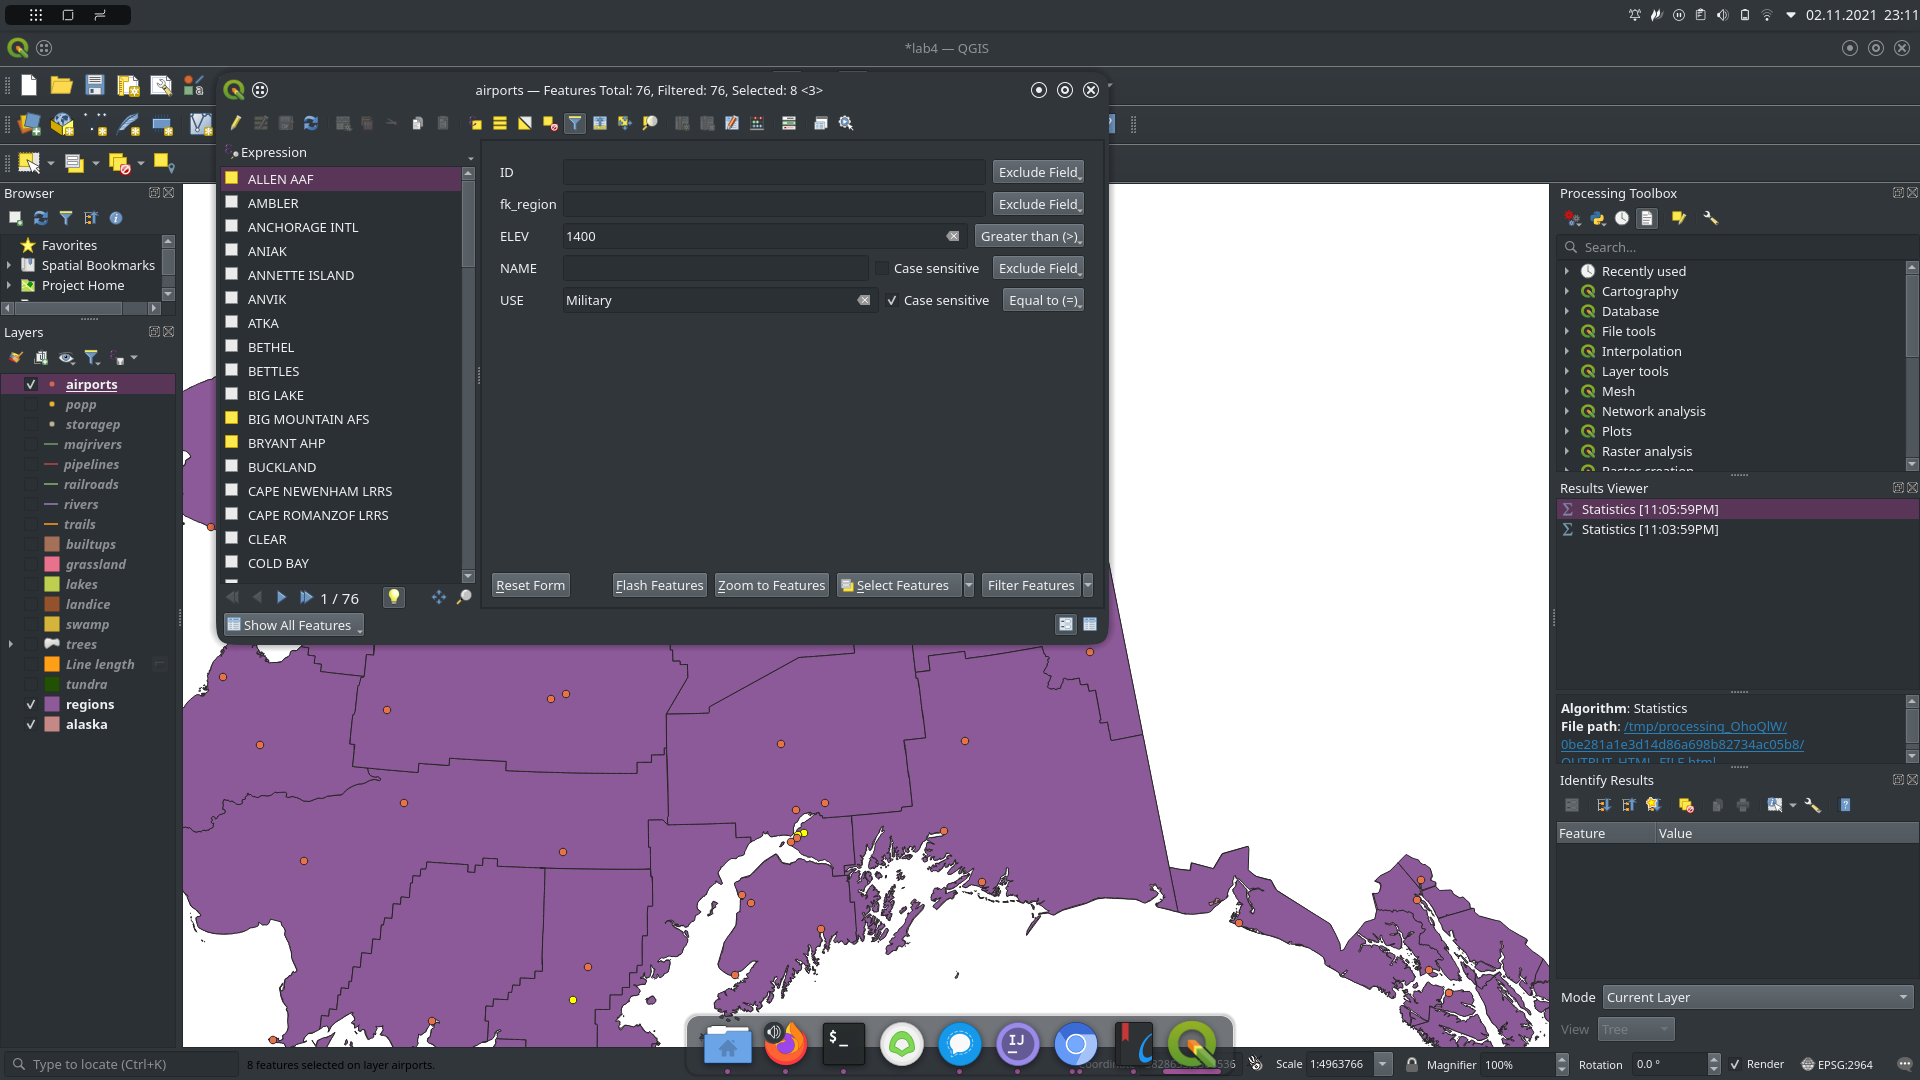 02.11.2021 23:11
*lab4 — QGIS
airports — Features Total: 76, Filtered: 76, Selected: 8 <3>
Expression
ALLEN AAF
AMBLER
ANCHORAGE INTL
ANIAK
ANNETTE ISLAND
ANVIK
ATKA
BETHEL
BETTLES
BIG LAKE
BIG MOUNTAIN AFS
BRYANT AHP
BUCKLAND
CAPE NEWENHAM LRRS
CAPE ROMANZOF LRRS
CLEAR
COLD BAY
1 / 76
Show All Features
ID
Exclude Field
fk_region
Exclude Field
ELEV
1400
Greater than (>)
NAME
Case sensitive
Exclude Field
USE
Military
Case sensitive
Equal to (=)
Reset Form
Flash Features
Zoom to Features
Select Features
Filter Features
Browser
Favorites
Spatial Bookmarks
Project Home
Layers
airports
popp
storagep
majrivers
pipelines
railroads
rivers
trails
builtups
grassland
lakes
landice
swamp
trees
Line length
tundra
regions
alaska
Processing Toolbox
Search...
Recently used
Cartography
Database
File tools
Interpolation
Layer tools
Mesh
Network analysis
Plots
Raster analysis
Raster creation
Results Viewer
Statistics [11:05:59PM]
Statistics [11:03:59PM]
Algorithm: Statistics
File path: /tmp/processing_OhoQlW/
0be281a1e3d14d86a698b82734ac05b8/
OUTPUT_HTML_FILE.html
Identify Results
Feature
Value
Mode
Current Layer
View
Tree
Type to locate (Ctrl+K)
8 features selected on layer airports.
Scale
1:4963766
Magnifier
100%
Rotation
0.0 °
Render
EPSG:2964
IJ